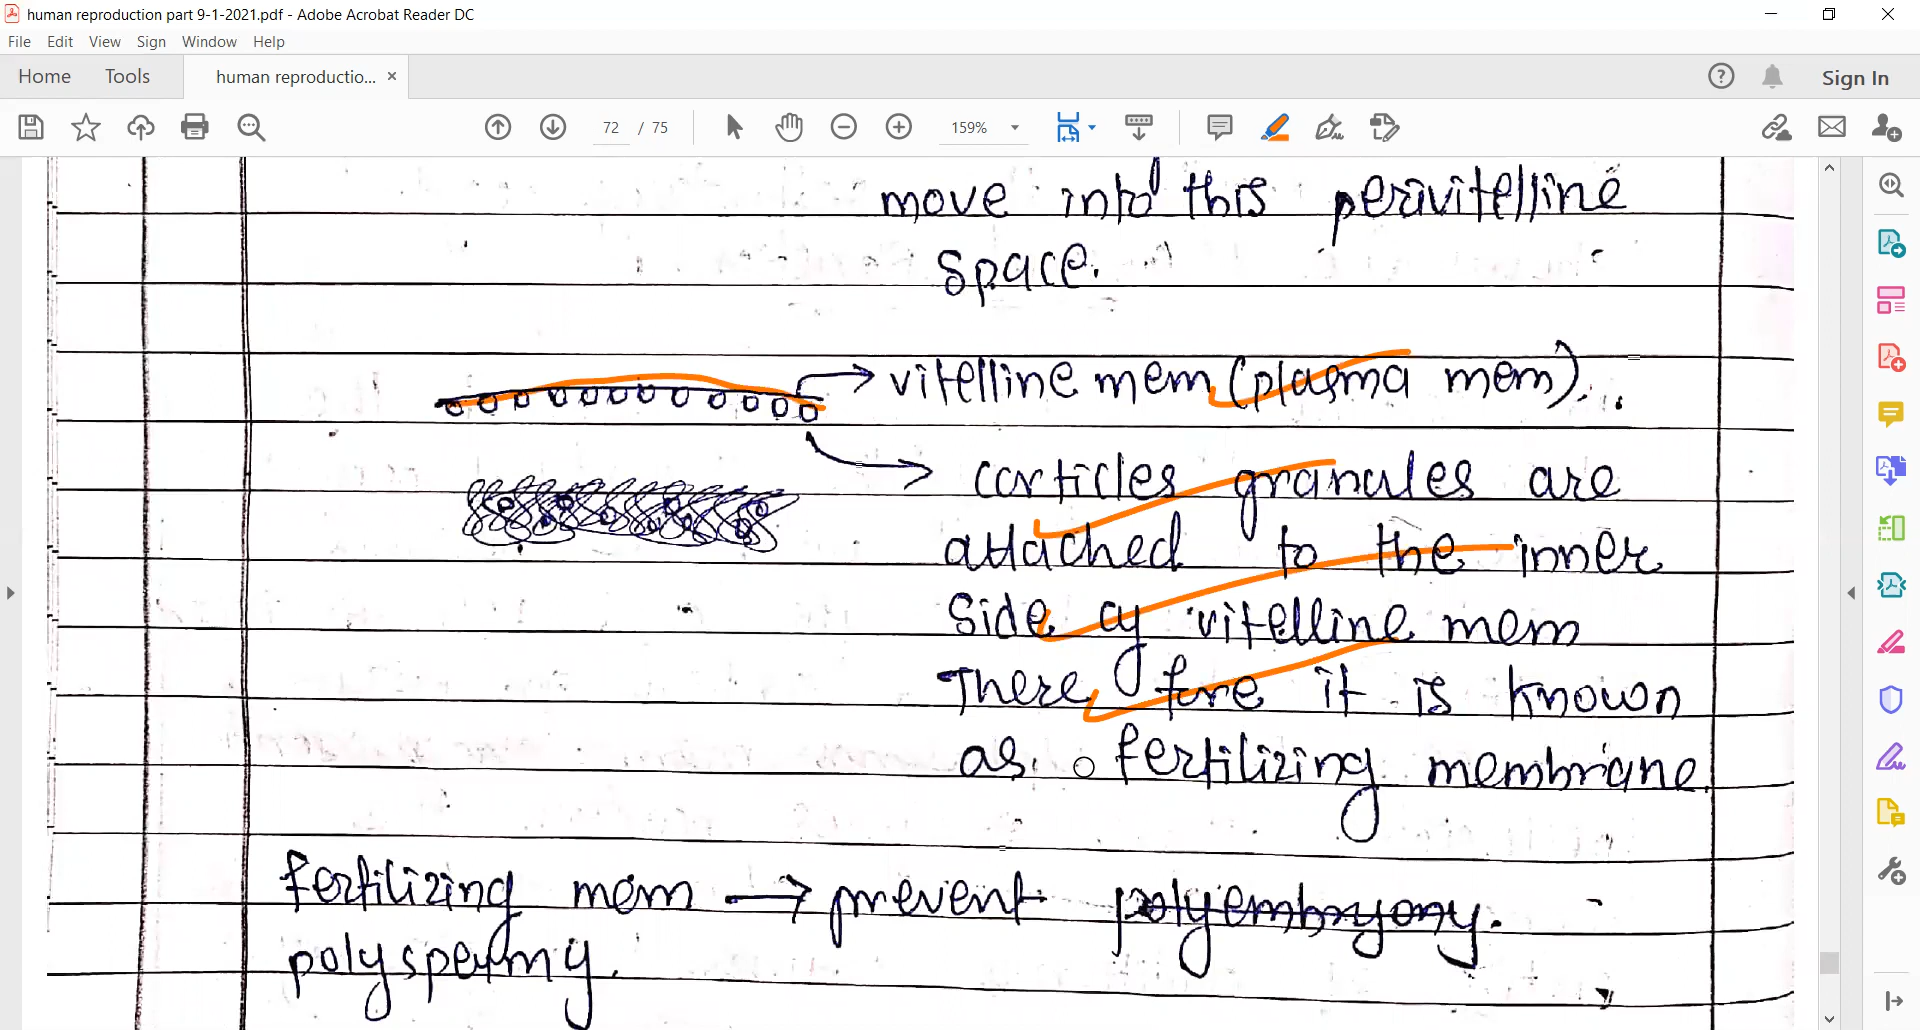 human reproduction part 9-1-2021.pdf - Adobe Acrobat Reader DC
File Edit View Sign Window Help
Home Tools human reproductio... × Sign In
72 / 75 159%
move into this perivitelline
space.
vitelline mem (plasma mem).
corticles granules are
attached to the inner
side of vitelline mem
There fore it is known
as fertilizing membrane.
fertilizing mem → prevent polyembryony.
polyspermy.